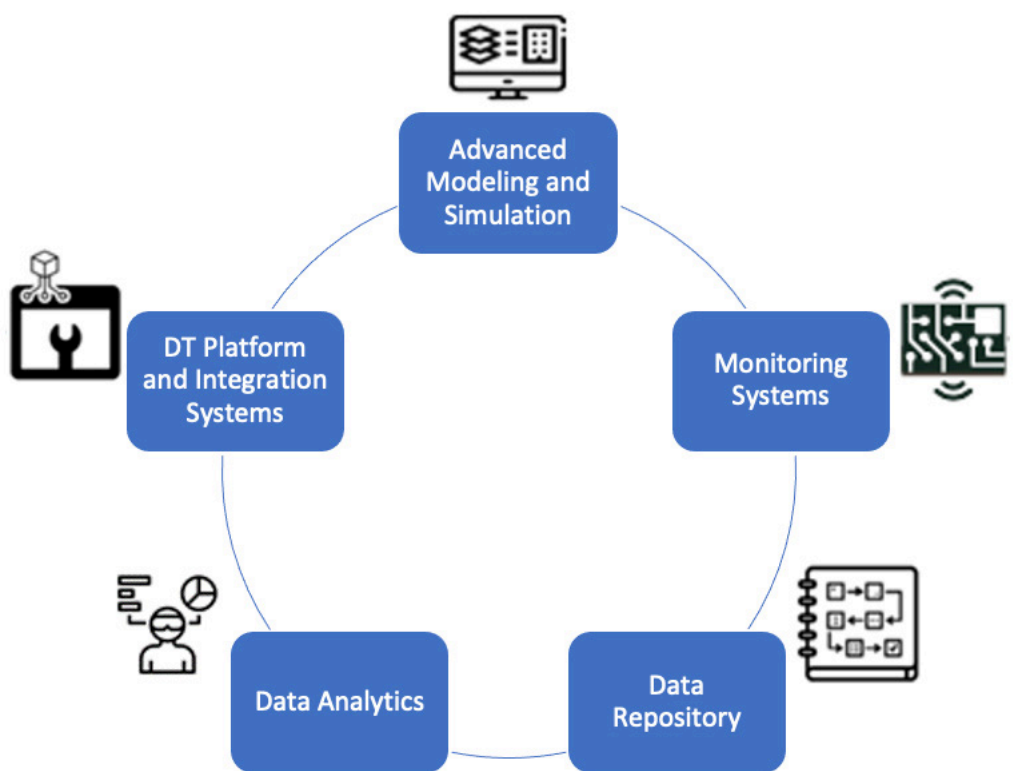 Advanced
Modeling and
Simulation
DT Platform
and Integration
Systems
Monitoring
Systems
Data Analytics
Data
Repository